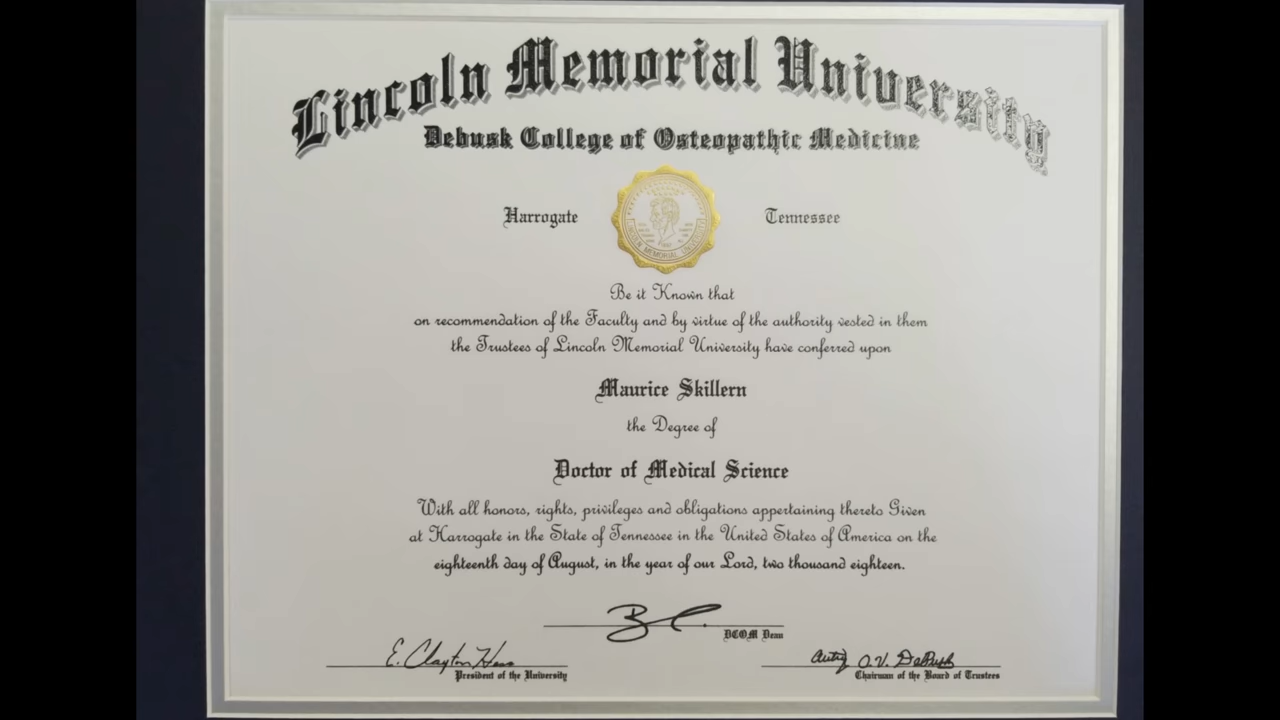 Lincoln Memorial University
Debusk College of Osteopathic Medicine
Harrogate Tennessee
Be it Known that
on recommendation of the Faculty and by virtue of the authority vested in them
the Trustees of Lincoln Memorial University have conferred upon
Maurice Skillern
the Degree of
Doctor of Medical Science
With all honors, rights, privileges and obligations appertaining thereto Given
at Harrogate in the State of Tennessee in the United States of America on the
eighteenth day of August, in the year of our Lord, two thousand eighteen.
DCOM Dean
E. Clayton Hess
President of the University
O.V. DeBusk
Chairman of the Board of Trustees